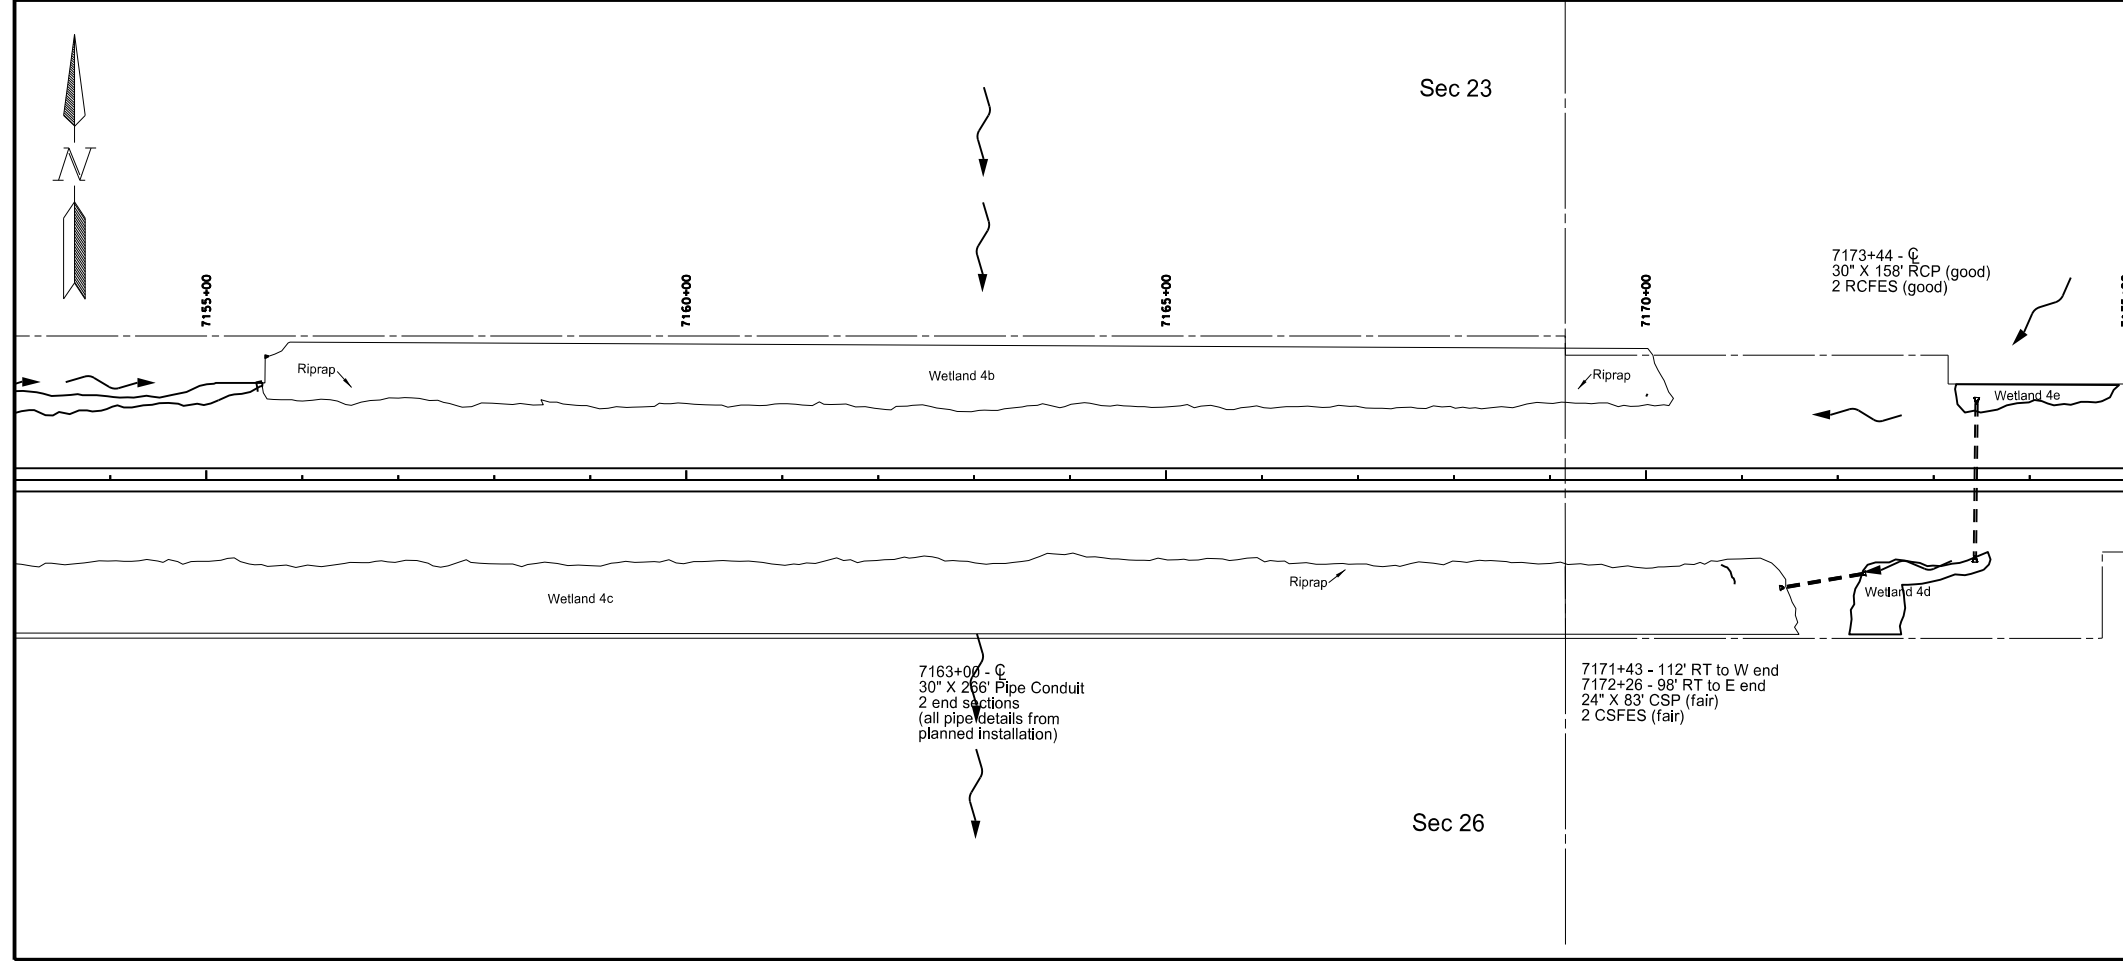 Sec 23
N
7173+44 - ℄
30" X 158' RCP (good)
2 RCFES (good)
7155+00
7160+00
7165+00
7170+00
Riprap
Wetland 4b
Riprap
Wetland 4e
Wetland 4c
Riprap
Wetland 4d
7163+00 - ℄
30" X 266' Pipe Conduit
2 end sections
(all pipe details from
planned installation)
7171+43 - 112' RT to W end
7172+26 - 98' RT to E end
24" X 83' CSP (fair)
2 CSFES (fair)
Sec 26